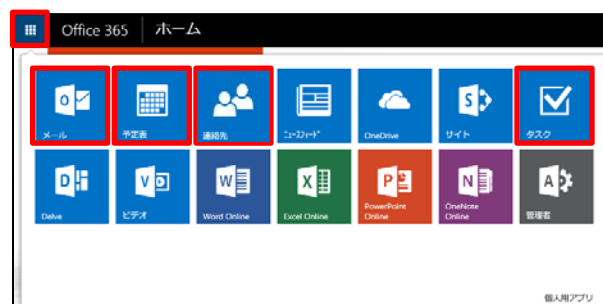 Office 365 ホーム
メール
予定表
連絡先
ニュースフィード
OneDrive
サイト
タスク
Delve
ビデオ
Word Online
Excel Online
PowerPoint
Online
OneNote
Online
管理者
個人用アプリ